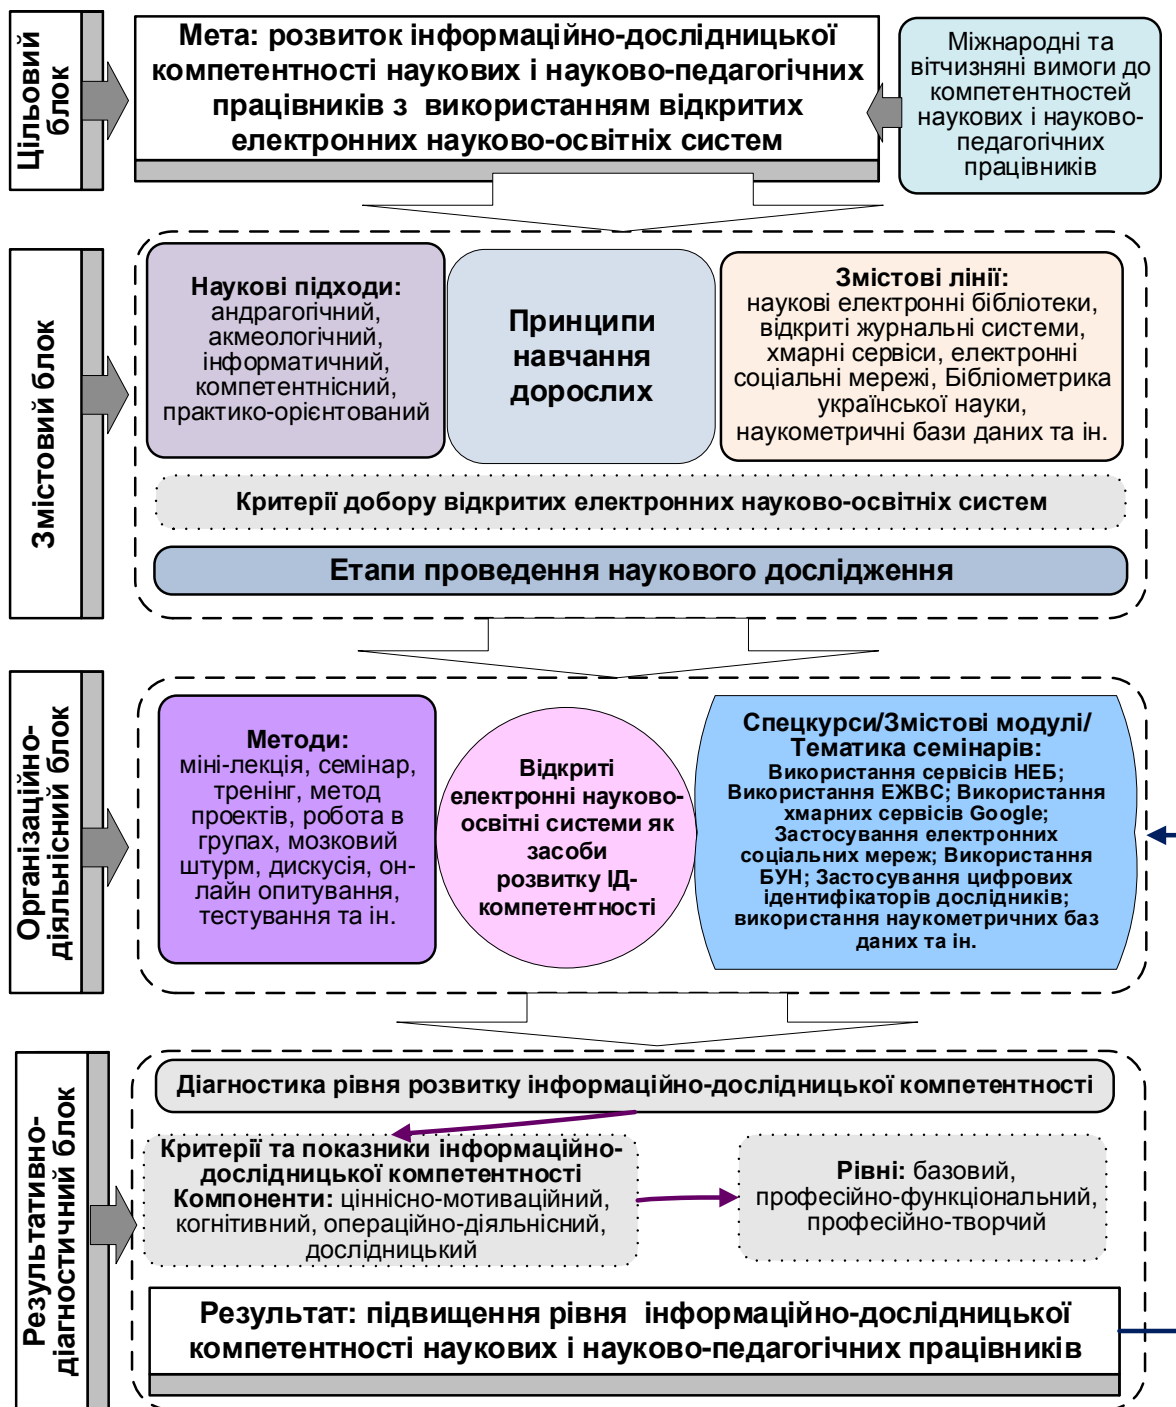 Цільовий
блок
Мета: розвиток інформаційно-дослідницької
компетентності наукових і науково-педагогічних
працівників з використанням відкритих
електронних науково-освітніх систем
Міжнародні та
вітчизняні вимоги до
компетентностей
наукових і науково-
педагогічних
працівників
Змістовий блок
Наукові підходи:
андрагогічний,
акмеологічний,
інформатичний,
компетентнісний,
практико-орієнтований
Принципи
навчання
дорослих
Змістові лінії:
наукові електронні бібліотеки,
відкриті журнальні системи,
хмарні сервіси, електронні
соціальні мережі, Бібліометрика
української науки,
наукометричні бази даних та ін.
Критерії добору відкритих електронних науково-освітніх систем
Етапи проведення наукового дослідження
Організаційно-
діяльнісний блок
Методи:
міні-лекція, семінар,
тренінг, метод
проектів, робота в
групах, мозковий
штурм, дискусія, он-
лайн опитування,
тестування та ін.
Відкриті
електронні науково-
освітні системи як
засоби
розвитку ІД-
компетентності
Спецкурси/Змістові модулі/
Тематика семінарів:
Використання сервісів НЕБ;
Використання ЕЖВС; Використання
хмарних сервісів Google;
Застосування електронних
соціальних мереж; Використання
БУН; Застосування цифрових
ідентифікаторів дослідників;
використання наукометричних баз
даних та ін.
Результативно-
діагностичний блок
Діагностика рівня розвитку інформаційно-дослідницької компетентності
Критерії та показники інформаційно-
дослідницької компетентності
Компоненти: ціннісно-мотиваційний,
когнітивний, операційно-діяльнісний,
дослідницький
Рівні: базовий,
професійно-функціональний,
професійно-творчий
Результат: підвищення рівня інформаційно-дослідницької
компетентності наукових і науково-педагогічних працівників